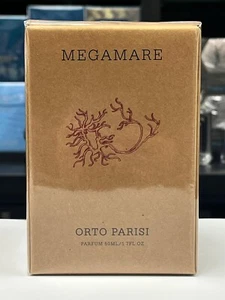 MEGAMARE
ORTO PARISI
PARFUM 50ML/1.7FL OZ